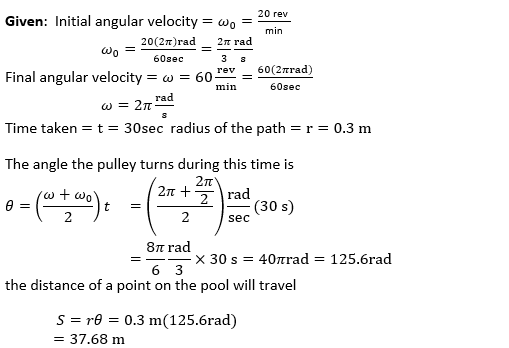 Given: Initial angular velocity = ω₀ = 20 rev/min
ω₀ = 20(2π)rad/60sec = 2π/3 rad/s
Final angular velocity = ω = 60 rev/min = 60(2πrad)/60sec
ω = 2π rad/s
Time taken = t = 30sec radius of the path = r = 0.3 m
The angle the pulley turns during this time is
θ = ((ω + ω₀)/2) t = ((2π + 2π/2)/2) rad/sec (30 s)
= 8π/6 rad/3 × 30 s = 40πrad = 125.6rad
the distance of a point on the pool will travel
S = rθ = 0.3 m(125.6rad)
= 37.68 m